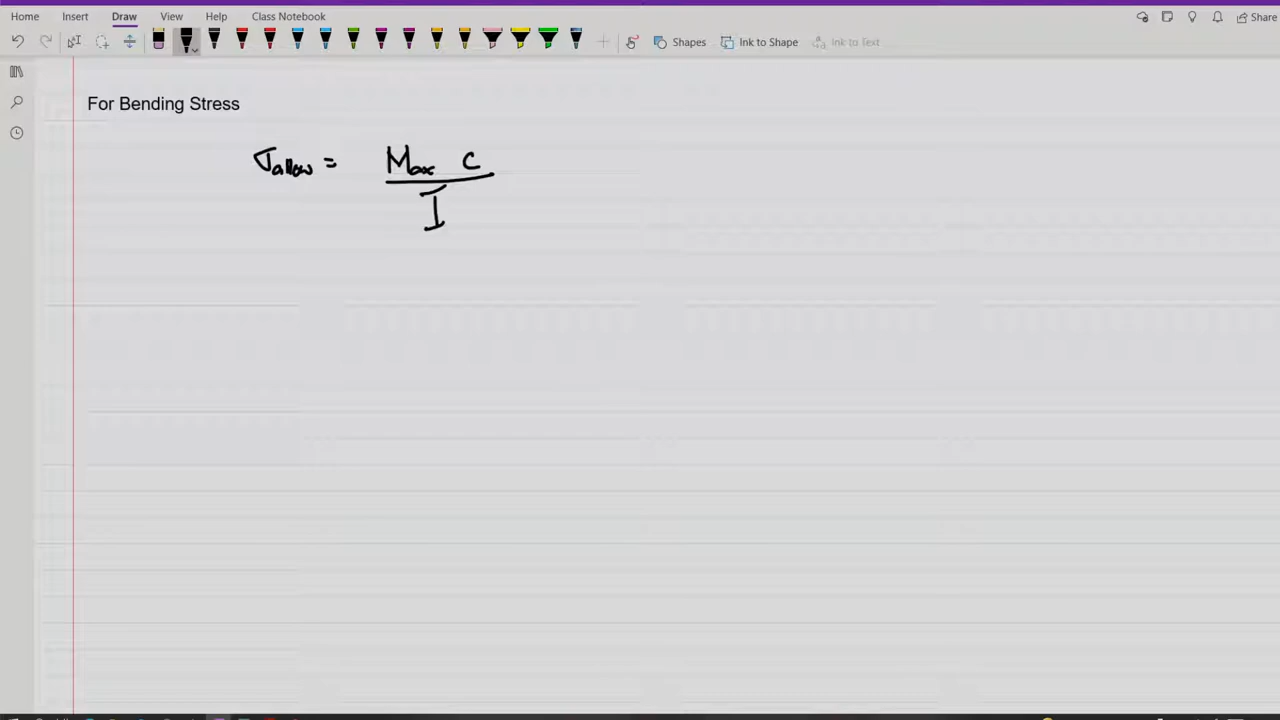 Home Insert Draw View Help Class Notebook
Share
Shapes Ink to Shape Ink to Text
For Bending Stress
σallow = Max C
I